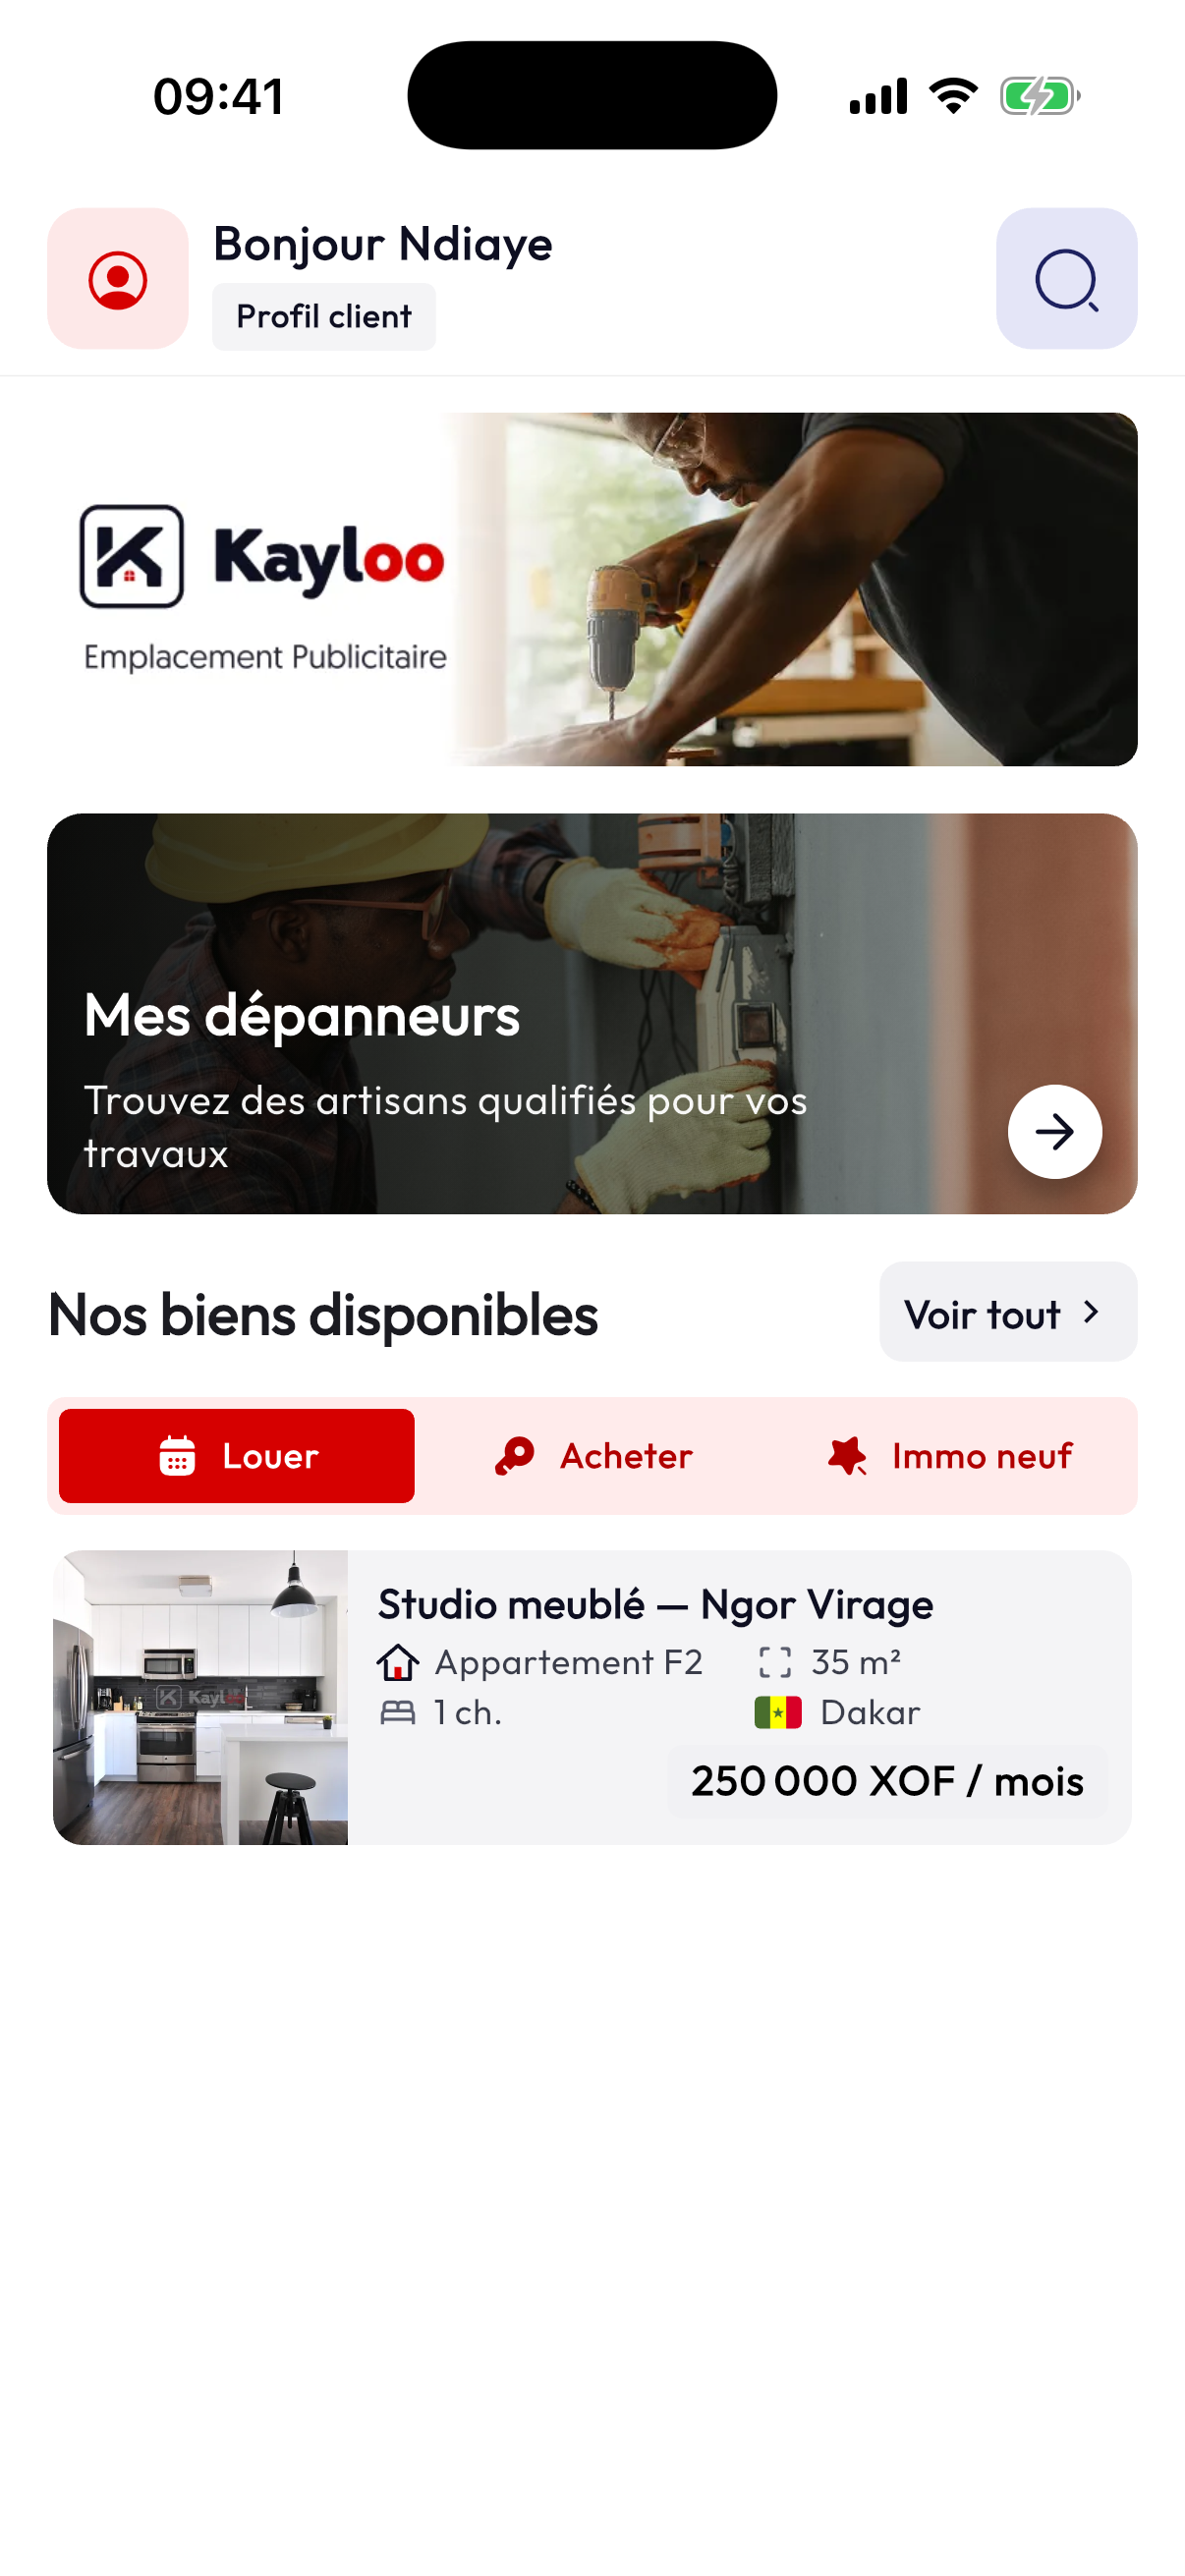 09:41
Bonjour Ndiaye
Profil client
Kayloo
Emplacement Publicitaire
Mes dépanneurs
Trouvez des artisans qualifiés pour vos
travaux
Nos biens disponibles
Voir tout
Louer
Acheter
Immo neuf
Studio meublé — Ngor Virage
Appartement F2
35 m²
1 ch.
Dakar
Kayloo
250 000 XOF / mois